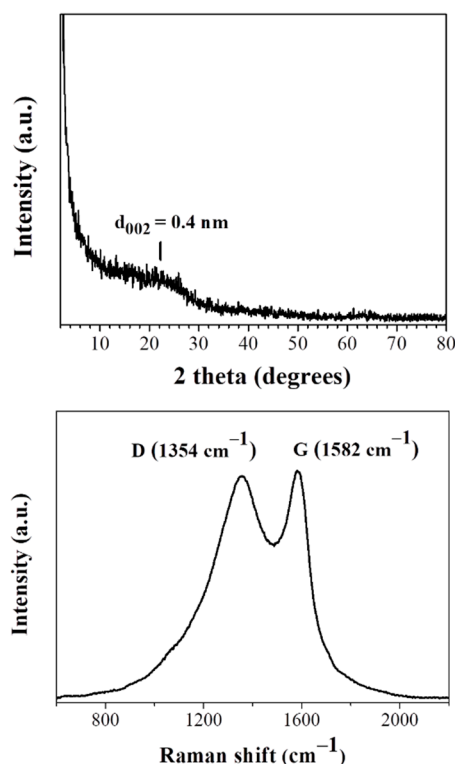 Intensity (a.u.)
d₀₀₂ = 0.4 nm
10 20 30 40 50 60 70 80
2 theta (degrees)
Intensity (a.u.)
D (1354 cm⁻¹) G (1582 cm⁻¹)
800 1200 1600 2000
Raman shift (cm⁻¹)